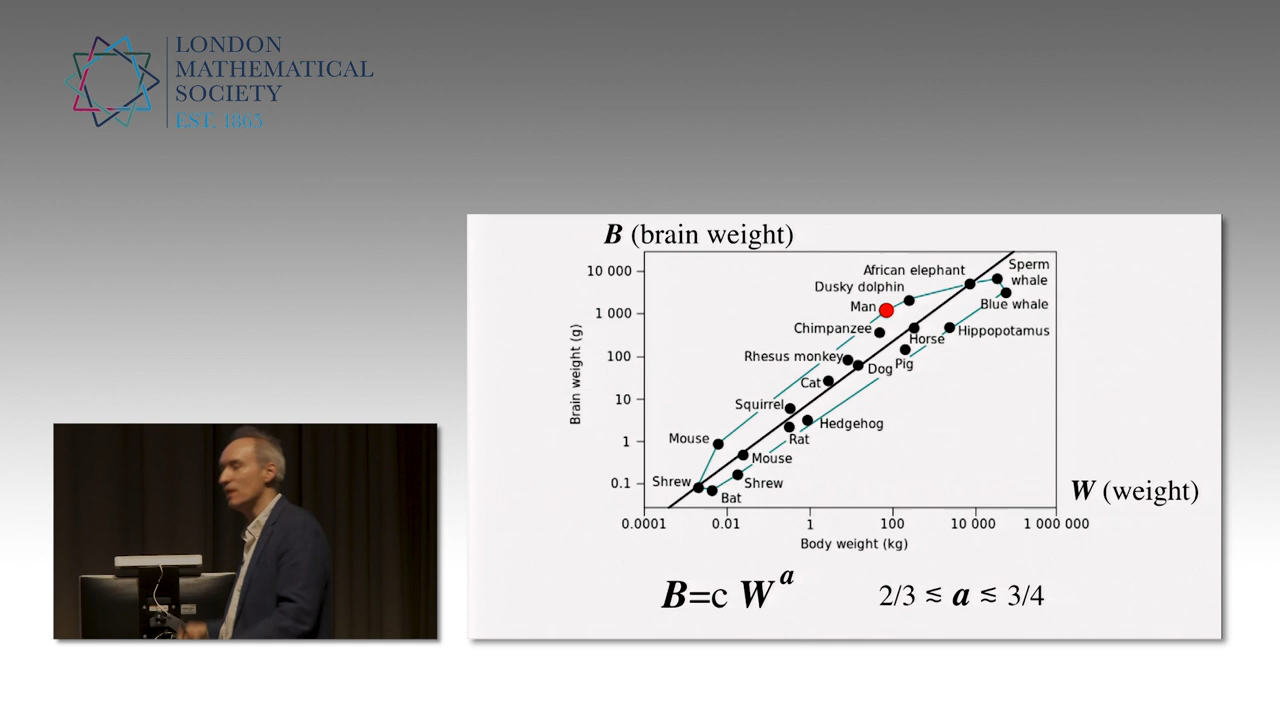 LONDON
MATHEMATICAL
SOCIETY
EST. 1865
B (brain weight)
Brain weight (g)
10 000
1 000
100
10
1
0.1
African elephant
Sperm
whale
Dusky dolphin
Blue whale
Man
Chimpanzee
Hippopotamus
Horse
Rhesus monkey
Dog
Pig
Cat
Squirrel
Hedgehog
Mouse
Rat
Mouse
Shrew
Shrew
Bat
0.0001
0.01
1
100
10 000
1 000 000
Body weight (kg)
W (weight)
B=c W^a
2/3 ≲ a ≲ 3/4